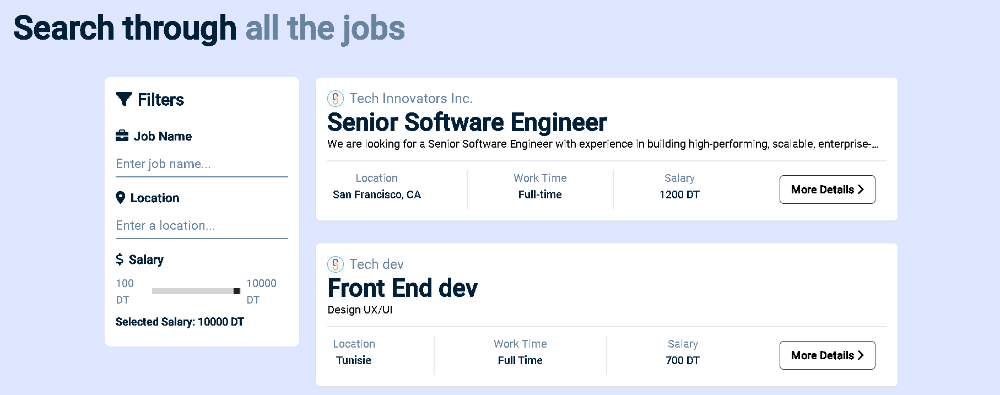 Search through all the jobs
Filters
Job Name
Enter job name...
Location
Enter a location...
Salary
100 DT
10000 DT
Selected Salary: 10000 DT
Tech Innovators Inc.
Senior Software Engineer
We are looking for a Senior Software Engineer with experience in building high-performing, scalable, enterprise-...
Location
San Francisco, CA
Work Time
Full-time
Salary
1200 DT
More Details
Tech dev
Front End dev
Design UX/UI
Location
Tunisie
Work Time
Full Time
Salary
700 DT
More Details